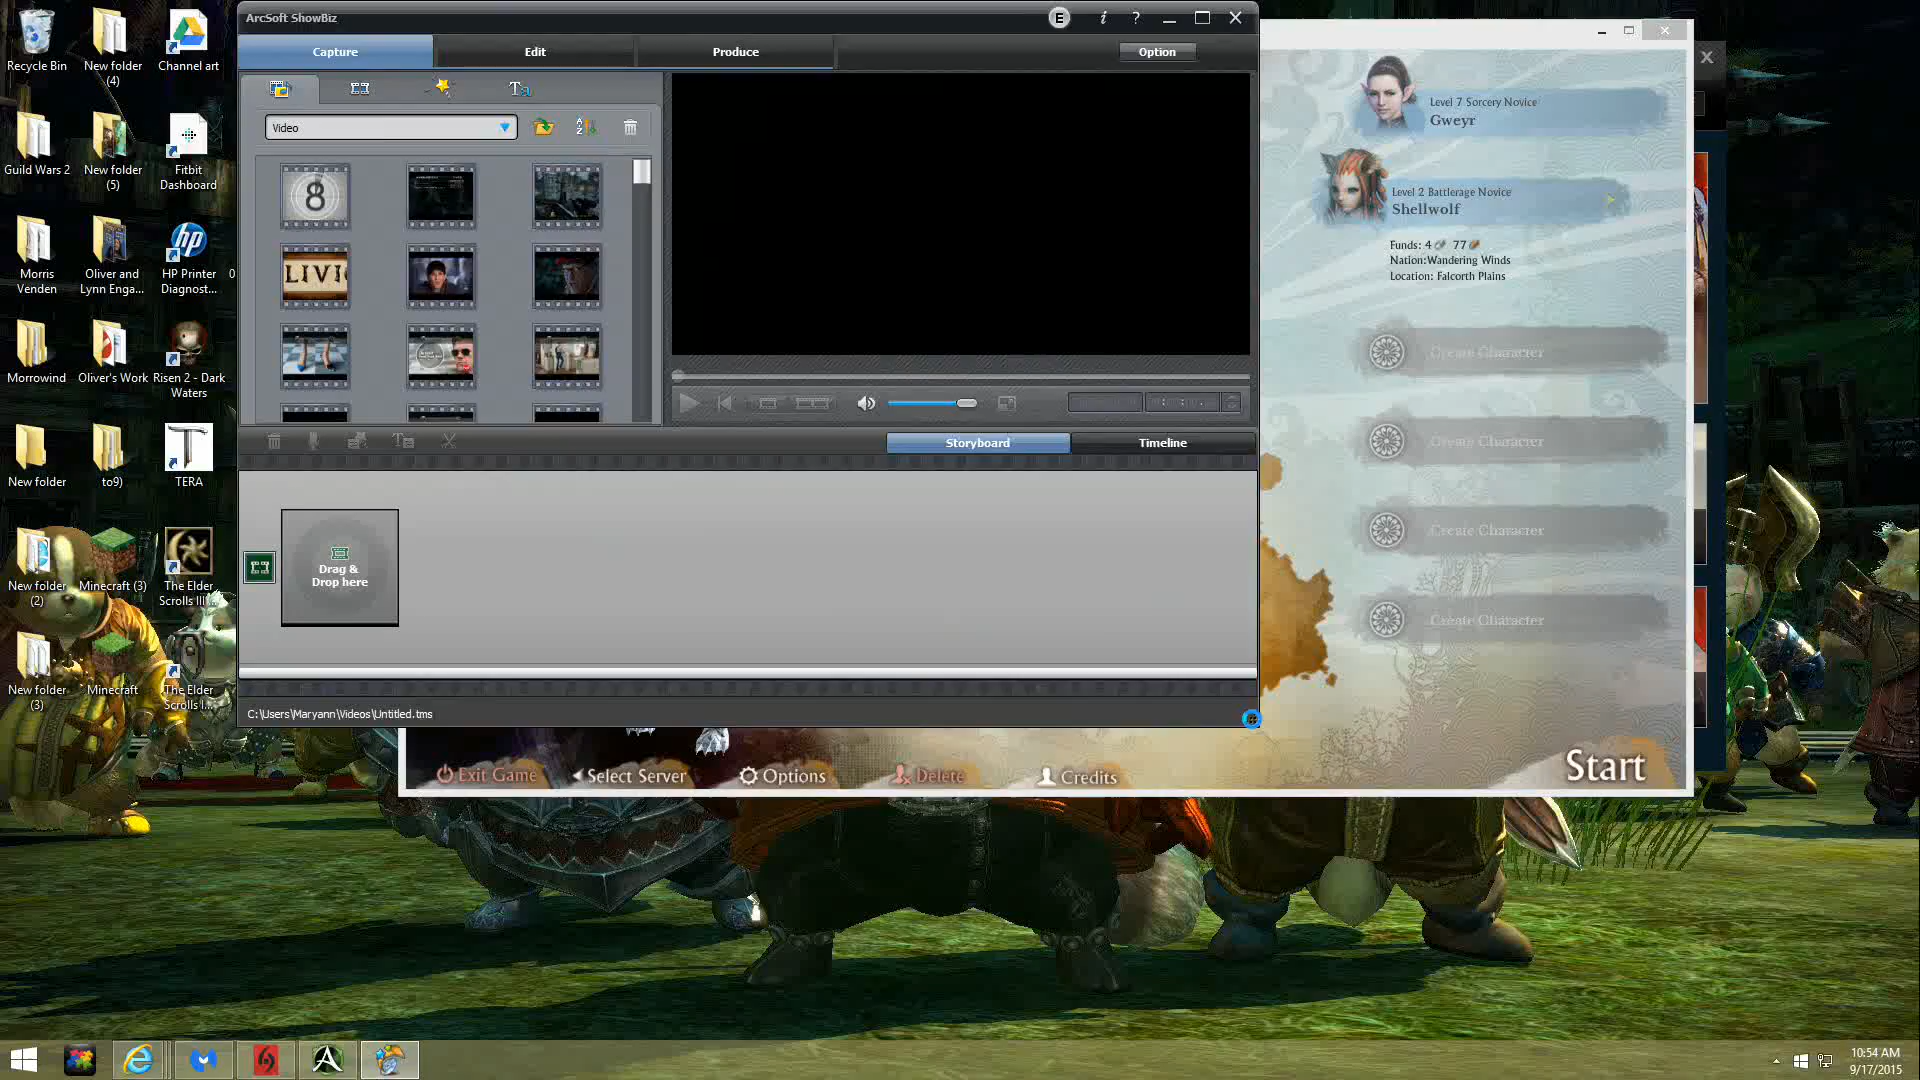 Recycle Bin
New folder
(4)
Channel art
Guild Wars 2
New folder
(5)
Fitbit
Dashboard
Morris
Venden
Oliver and
Lynn Enga...
HP Printer
Diagnost...
0
Morrowind
Oliver's Work
Risen 2 - Dark
Waters
New folder
to9)
TERA
New folder
(2)
Minecraft (3)
The Elder
Scrolls III...
New folder
(3)
Minecraft
The Elder
Scrolls I...
ArcSoft ShowBiz
E
i
?
Capture
Edit
Produce
Option
Video
8
LIVI
Storyboard
Timeline
Drag &
Drop here
C:\Users\Maryann\Videos\Untitled.tms
Level 7 Sorcery Novice
Gweyr
Level 2 Battlerage Novice
Shellwolf
Funds: 4 77
Nation:Wandering Winds
Location: Falcorth Plains
Create Character
Create Character
Create Character
Create Character
Exit Game
Select Server
Options
Delete
Credits
Start
10:54 AM
9/17/2015